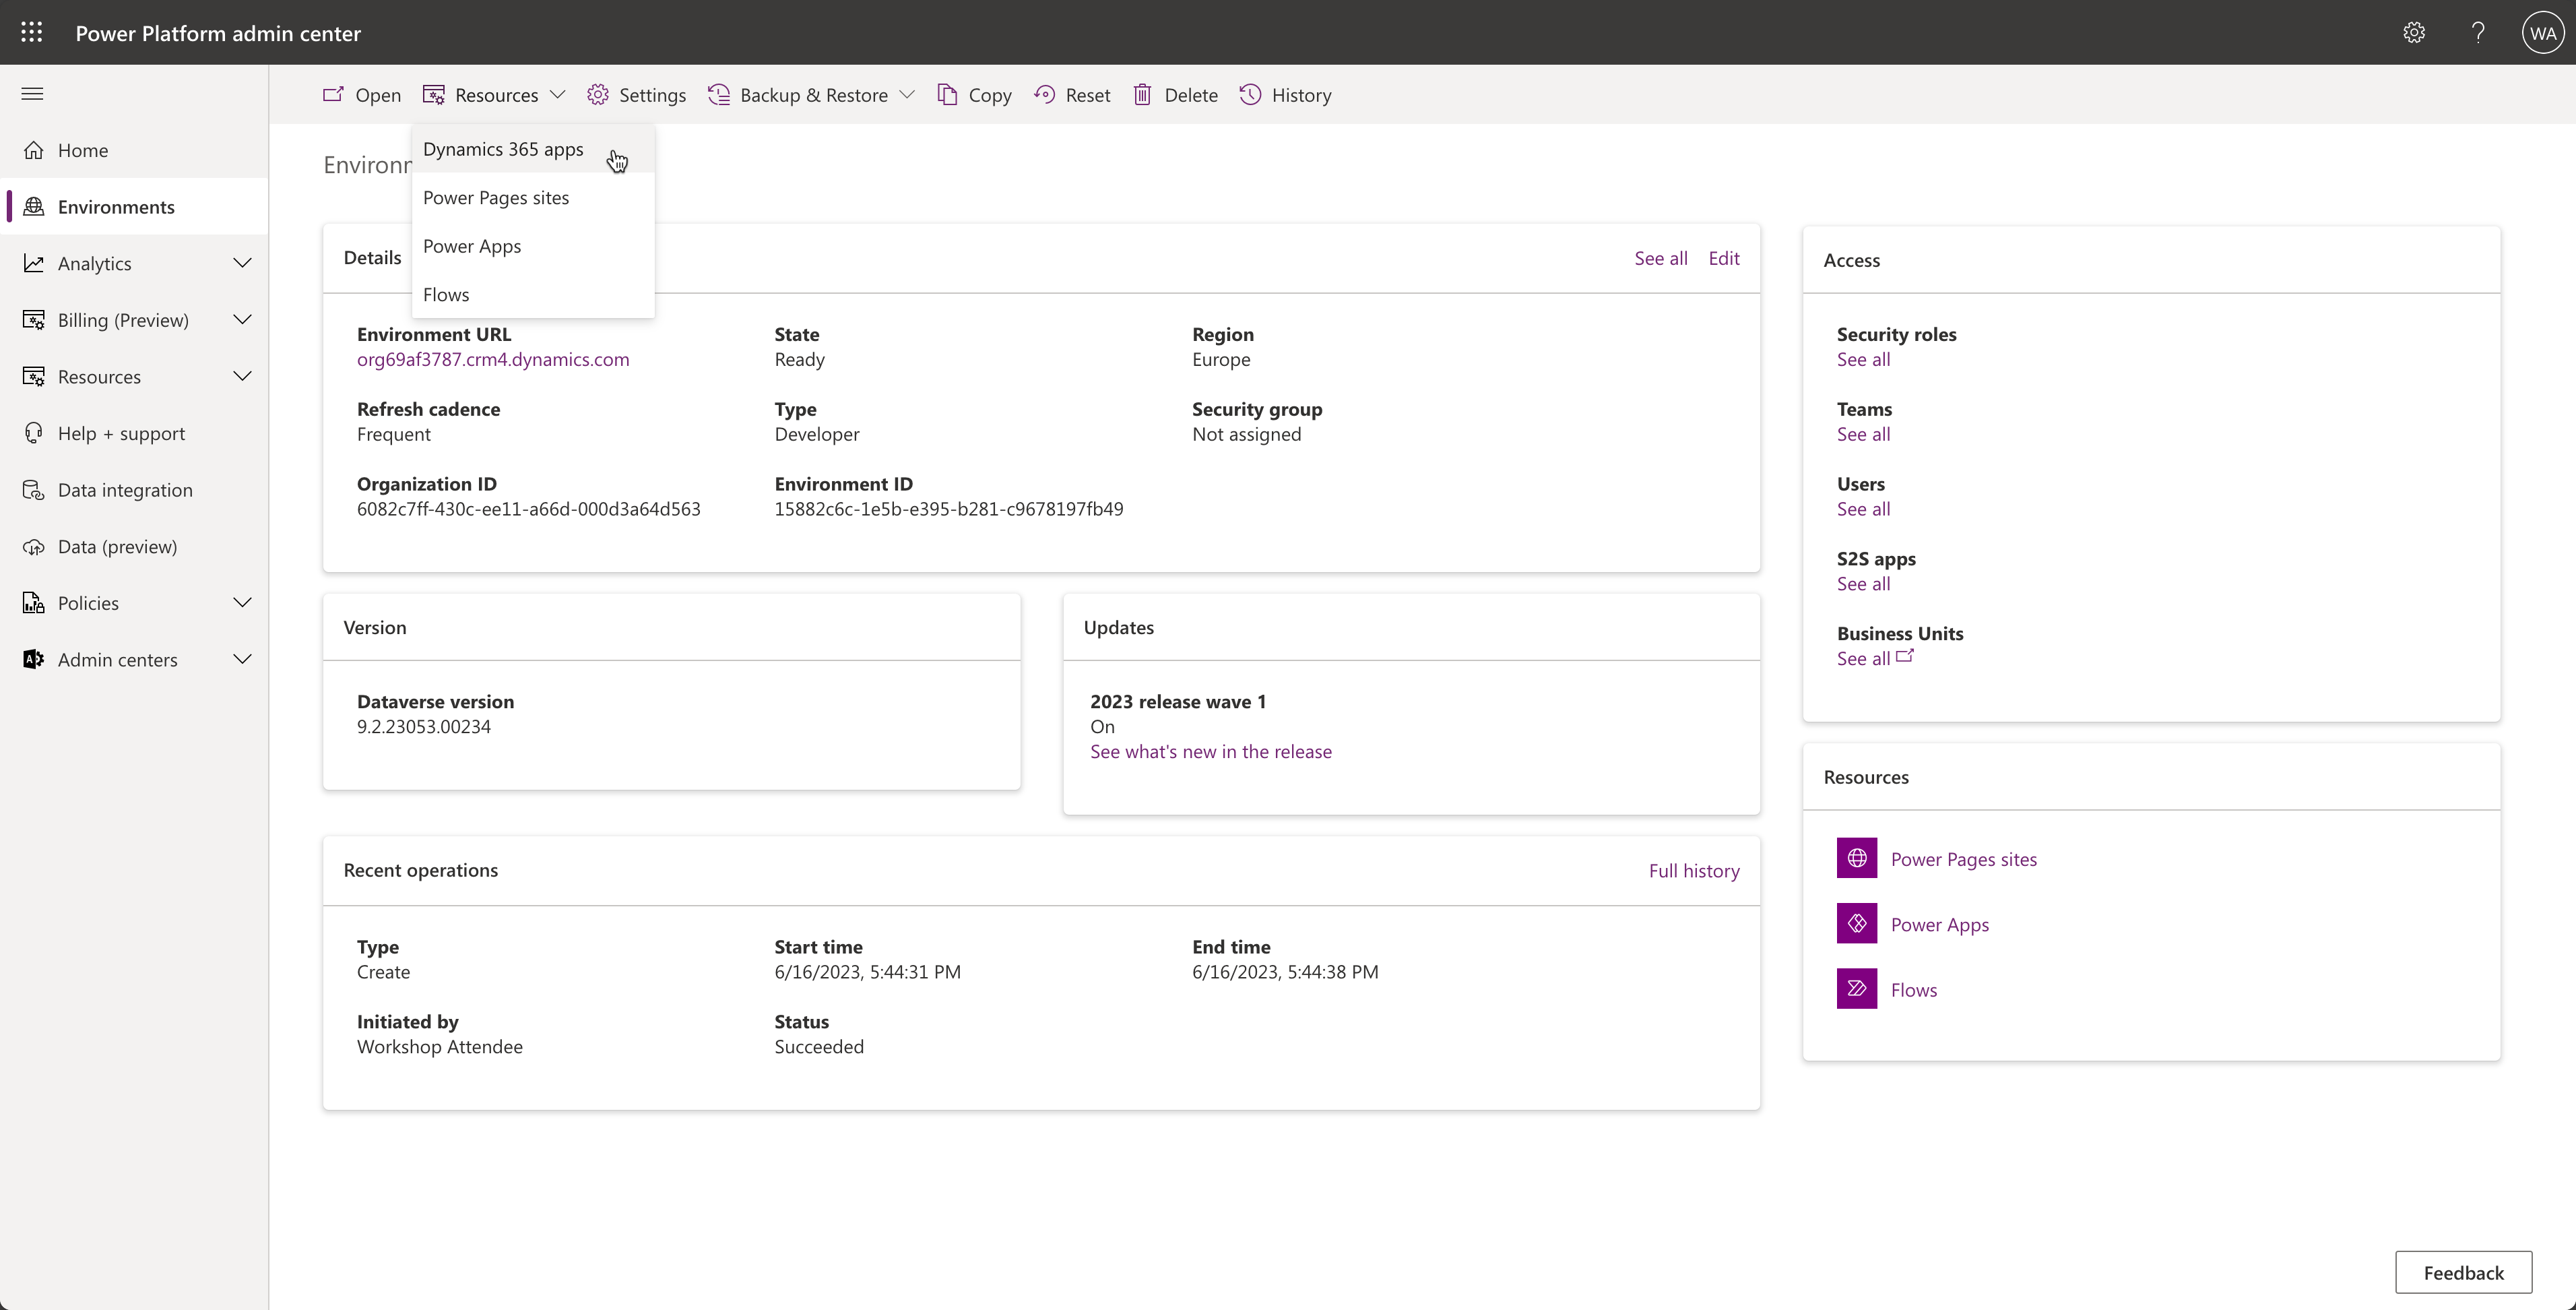 Power Platform admin center
?
WA
Open
Resources
Settings
Backup & Restore
Copy
Reset
Delete
History
Home
Environments
Analytics
Billing (Preview)
Resources
Help + support
Data integration
Data (preview)
Policies
Admin centers
Dynamics 365 apps
Power Pages sites
Power Apps
Flows
Details
See all
Edit
Environment URL
org69af3787.crm4.dynamics.com
State
Ready
Region
Europe
Refresh cadence
Frequent
Type
Developer
Security group
Not assigned
Organization ID
6082c7ff-430c-ee11-a66d-000d3a64d563
Environment ID
15882c6c-1e5b-e395-b281-c9678197fb49
Version
Dataverse version
9.2.23053.00234
Updates
2023 release wave 1
On
See what's new in the release
Recent operations
Full history
Type
Create
Start time
6/16/2023, 5:44:31 PM
End time
6/16/2023, 5:44:38 PM
Initiated by
Workshop Attendee
Status
Succeeded
Access
Security roles
See all
Teams
See all
Users
See all
S2S apps
See all
Business Units
See all
Resources
Power Pages sites
Power Apps
Flows
Feedback